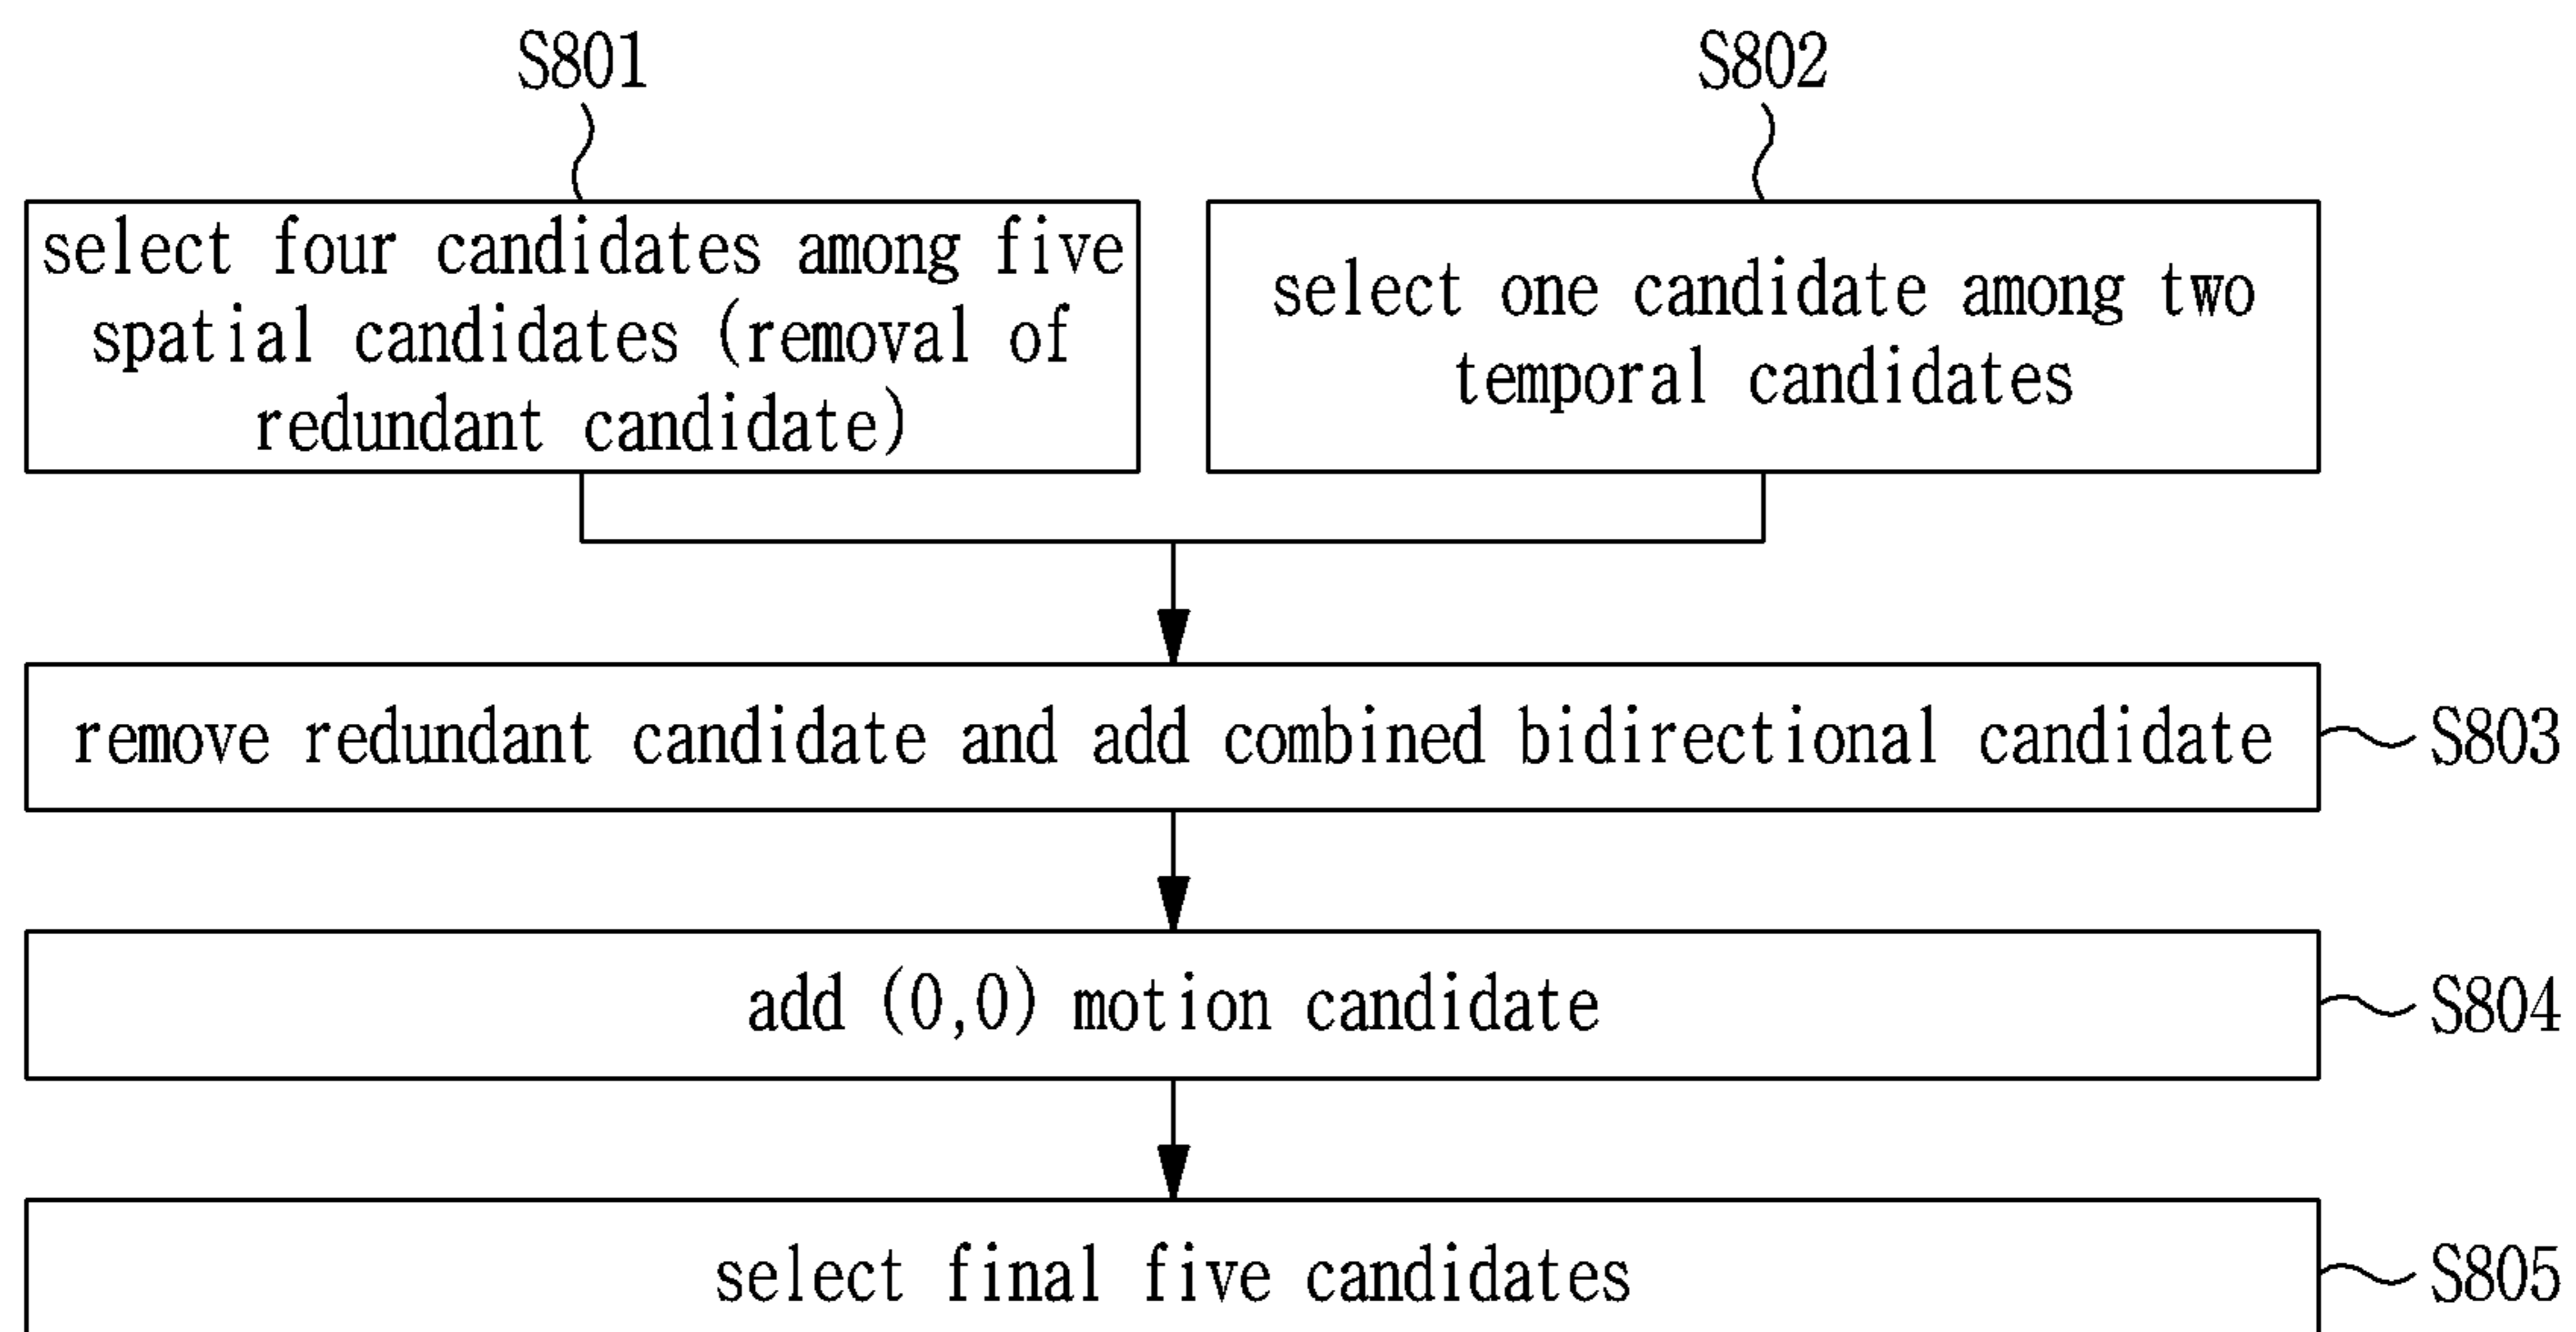 S801
S802
select four candidates among five
spatial candidates (removal of
redundant candidate)
select one candidate among two
temporal candidates
remove redundant candidate and add combined bidirectional candidate
S803
add (0,0) motion candidate
S804
select final five candidates
S805